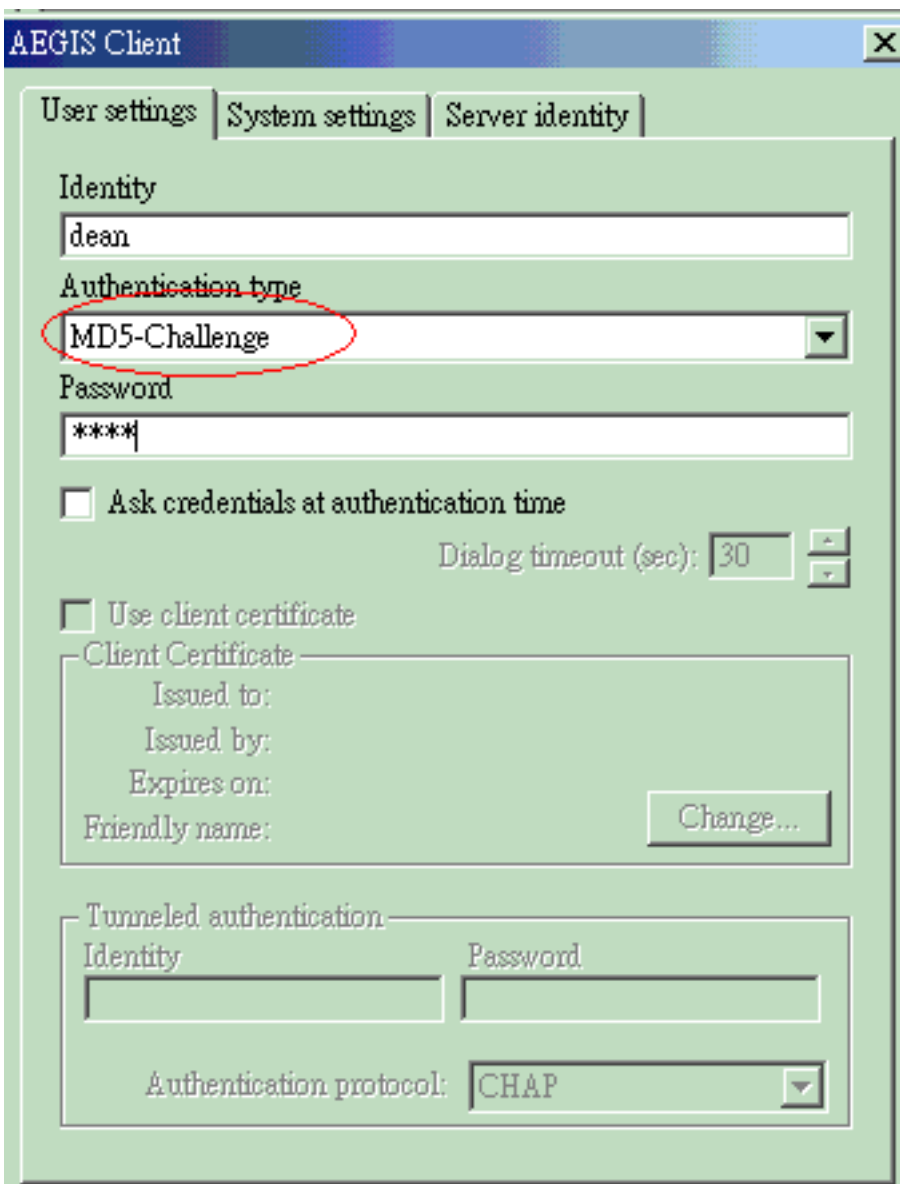 AEGIS Client
User settings System settings Server identity
Identity
dean
Authentication type
MD5-Challenge
Password
****
Ask credentials at authentication time
Dialog timeout (sec): 30
Use client certificate
Client Certificate
Issued to:
Issued by:
Expires on:
Friendly name:
Change...
Tunneled authentication
Identity Password
Authentication protocol: CHAP